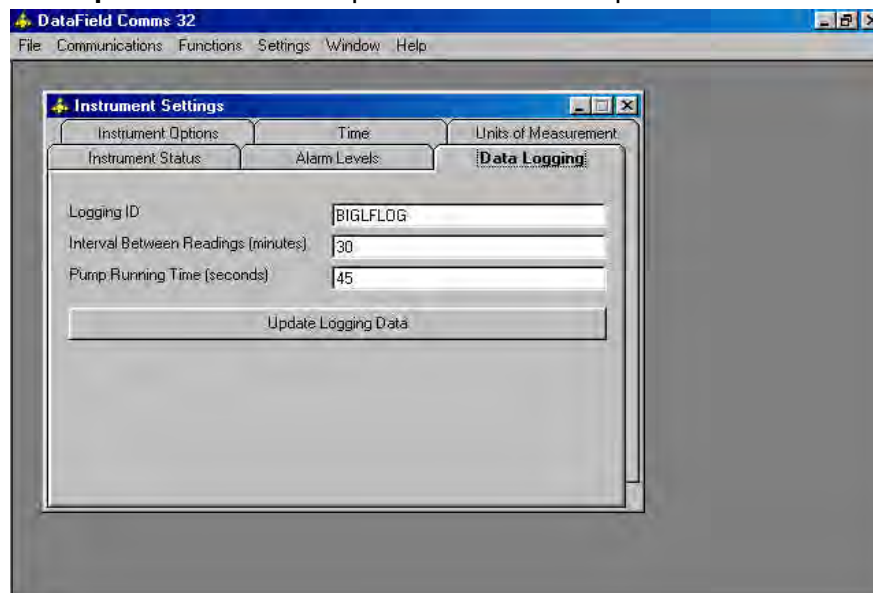 DataField Comms 32
File Communications Functions Settings Window Help
Instrument Settings
Instrument Options Time Units of Measurement
Instrument Status Alarm Levels Data Logging
Logging ID BIGLFLOG
Interval Between Readings (minutes) 30
Pump Running Time (seconds) 45
Update Logging Data